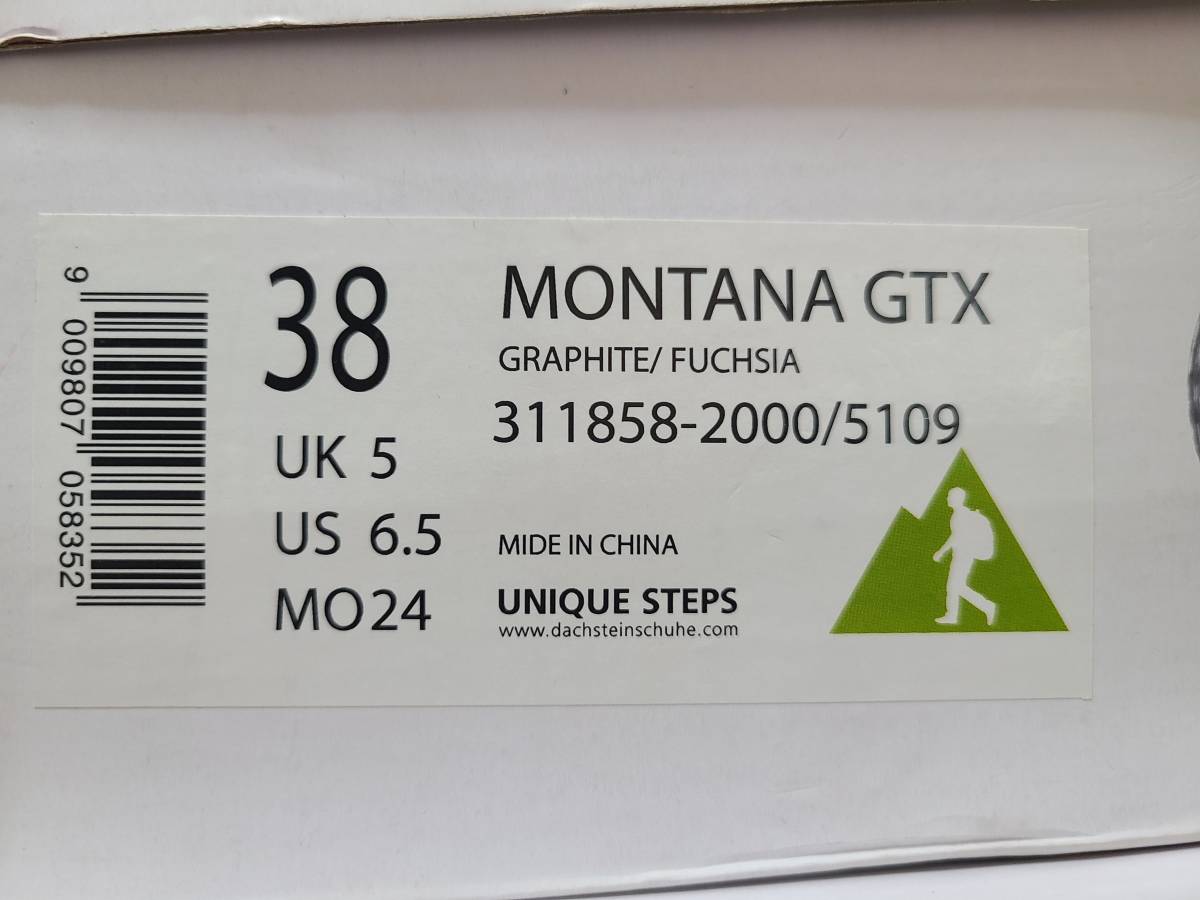 9 009807 058352
38
UK 5
US 6.5
MO24
MONTANA GTX
GRAPHITE/ FUCHSIA
311858-2000/5109
MIDE IN CHINA
UNIQUE STEPS
www.dachsteinschuhe.com